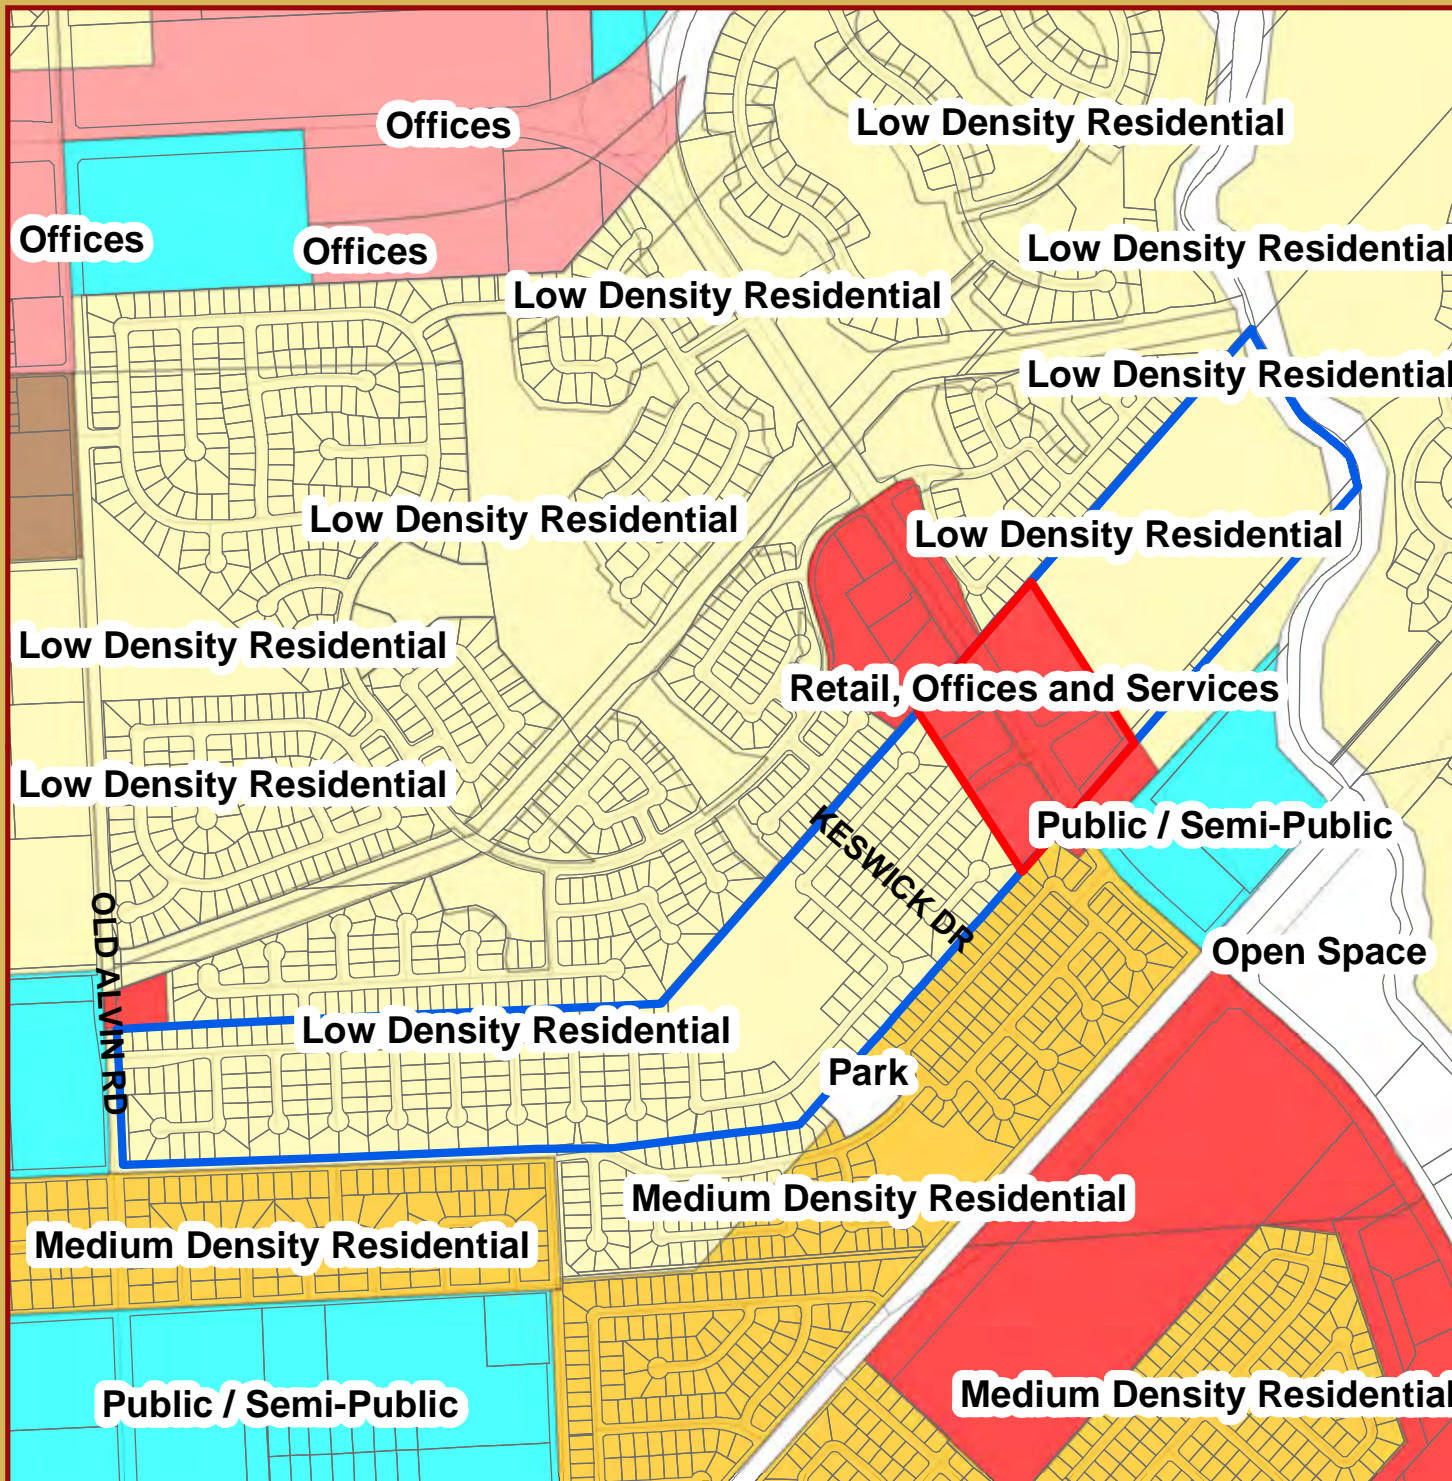 Offices
Low Density Residential
Offices
Offices
Low Density Residential
Low Density Residential
Low Density Residential
Low Density Residential
Low Density Residential
Low Density Residential
Retail, Offices and Services
Low Density Residential
KESWICK DR
Public / Semi-Public
OLD ALVIN RD
Open Space
Low Density Residential
Park
Medium Density Residential
Medium Density Residential
Public / Semi-Public
Medium Density Residential